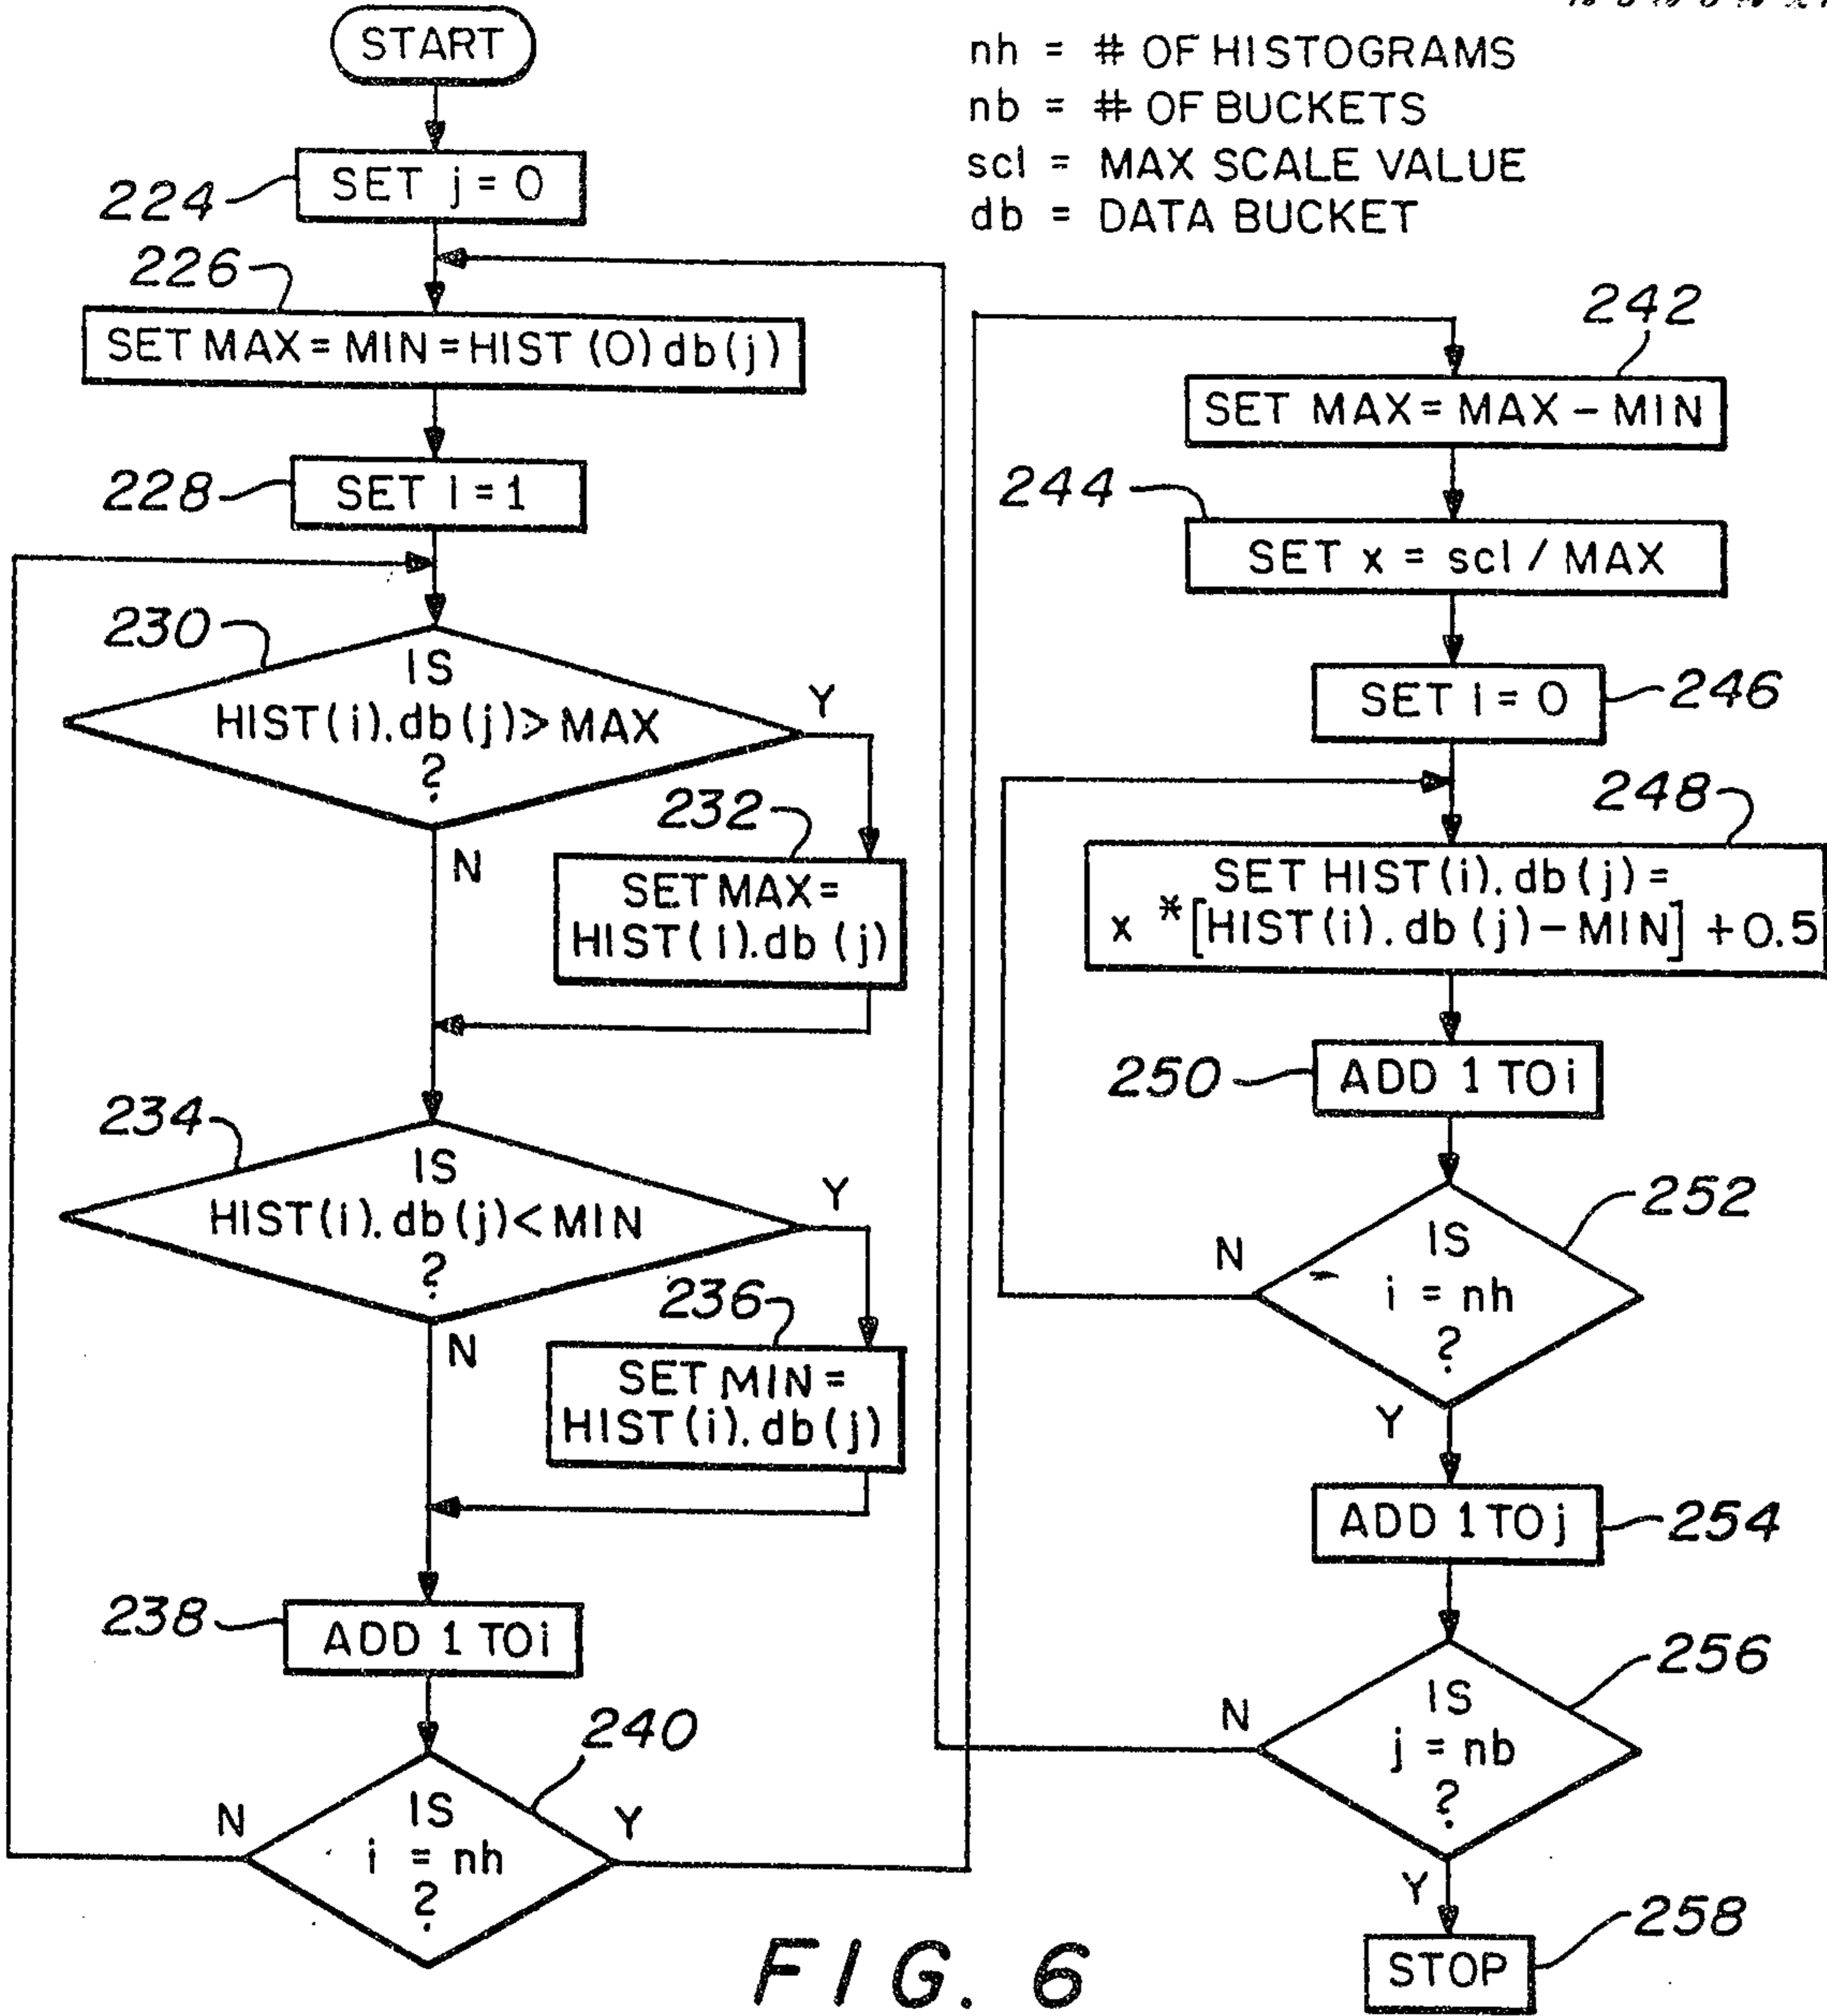 START
nh = # OF HISTOGRAMS
nb = # OF BUCKETS
scl = MAX SCALE VALUE
db = DATA BUCKET
224
SET j = 0
226
SET MAX = MIN = HIST (0) db(j)
228
SET I = 1
230
IS
HIST(i).db(j) > MAX
?
Y
N
232
SET MAX =
HIST(I).db (j)
234
IS
HIST(i).db(j) < MIN
?
Y
N
236
SET MIN =
HIST(i).db(j)
238
ADD 1 TO i
240
IS
i = nh
?
N
Y
242
SET MAX = MAX - MIN
244
SET x = scl / MAX
246
SET I = 0
248
SET HIST(i).db(j) =
x * [HIST(i).db(j) - MIN] + 0.5
250
ADD 1 TO i
252
IS
i = nh
?
N
Y
254
ADD 1 TO j
256
IS
j = nb
?
N
Y
258
STOP
FIG. 6